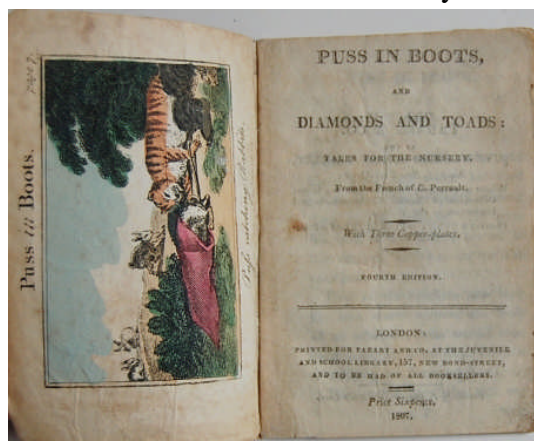 Puss in Boots.
page 7.
Puss catching Rabbits.
PUSS IN BOOTS,
AND
DIAMONDS AND TOADS:
TALES FOR THE NURSERY.
From the French of C. Perrault.
With Three Copper-plates.
FOURTH EDITION.
LONDON:
PRINTED FOR TABART AND CO. AT THE JUVENILE
AND SCHOOL LIBRARY, 157, NEW BOND-STREET,
AND TO BE HAD OF ALL BOOKSELLERS.
Price Sixpence.
1807.